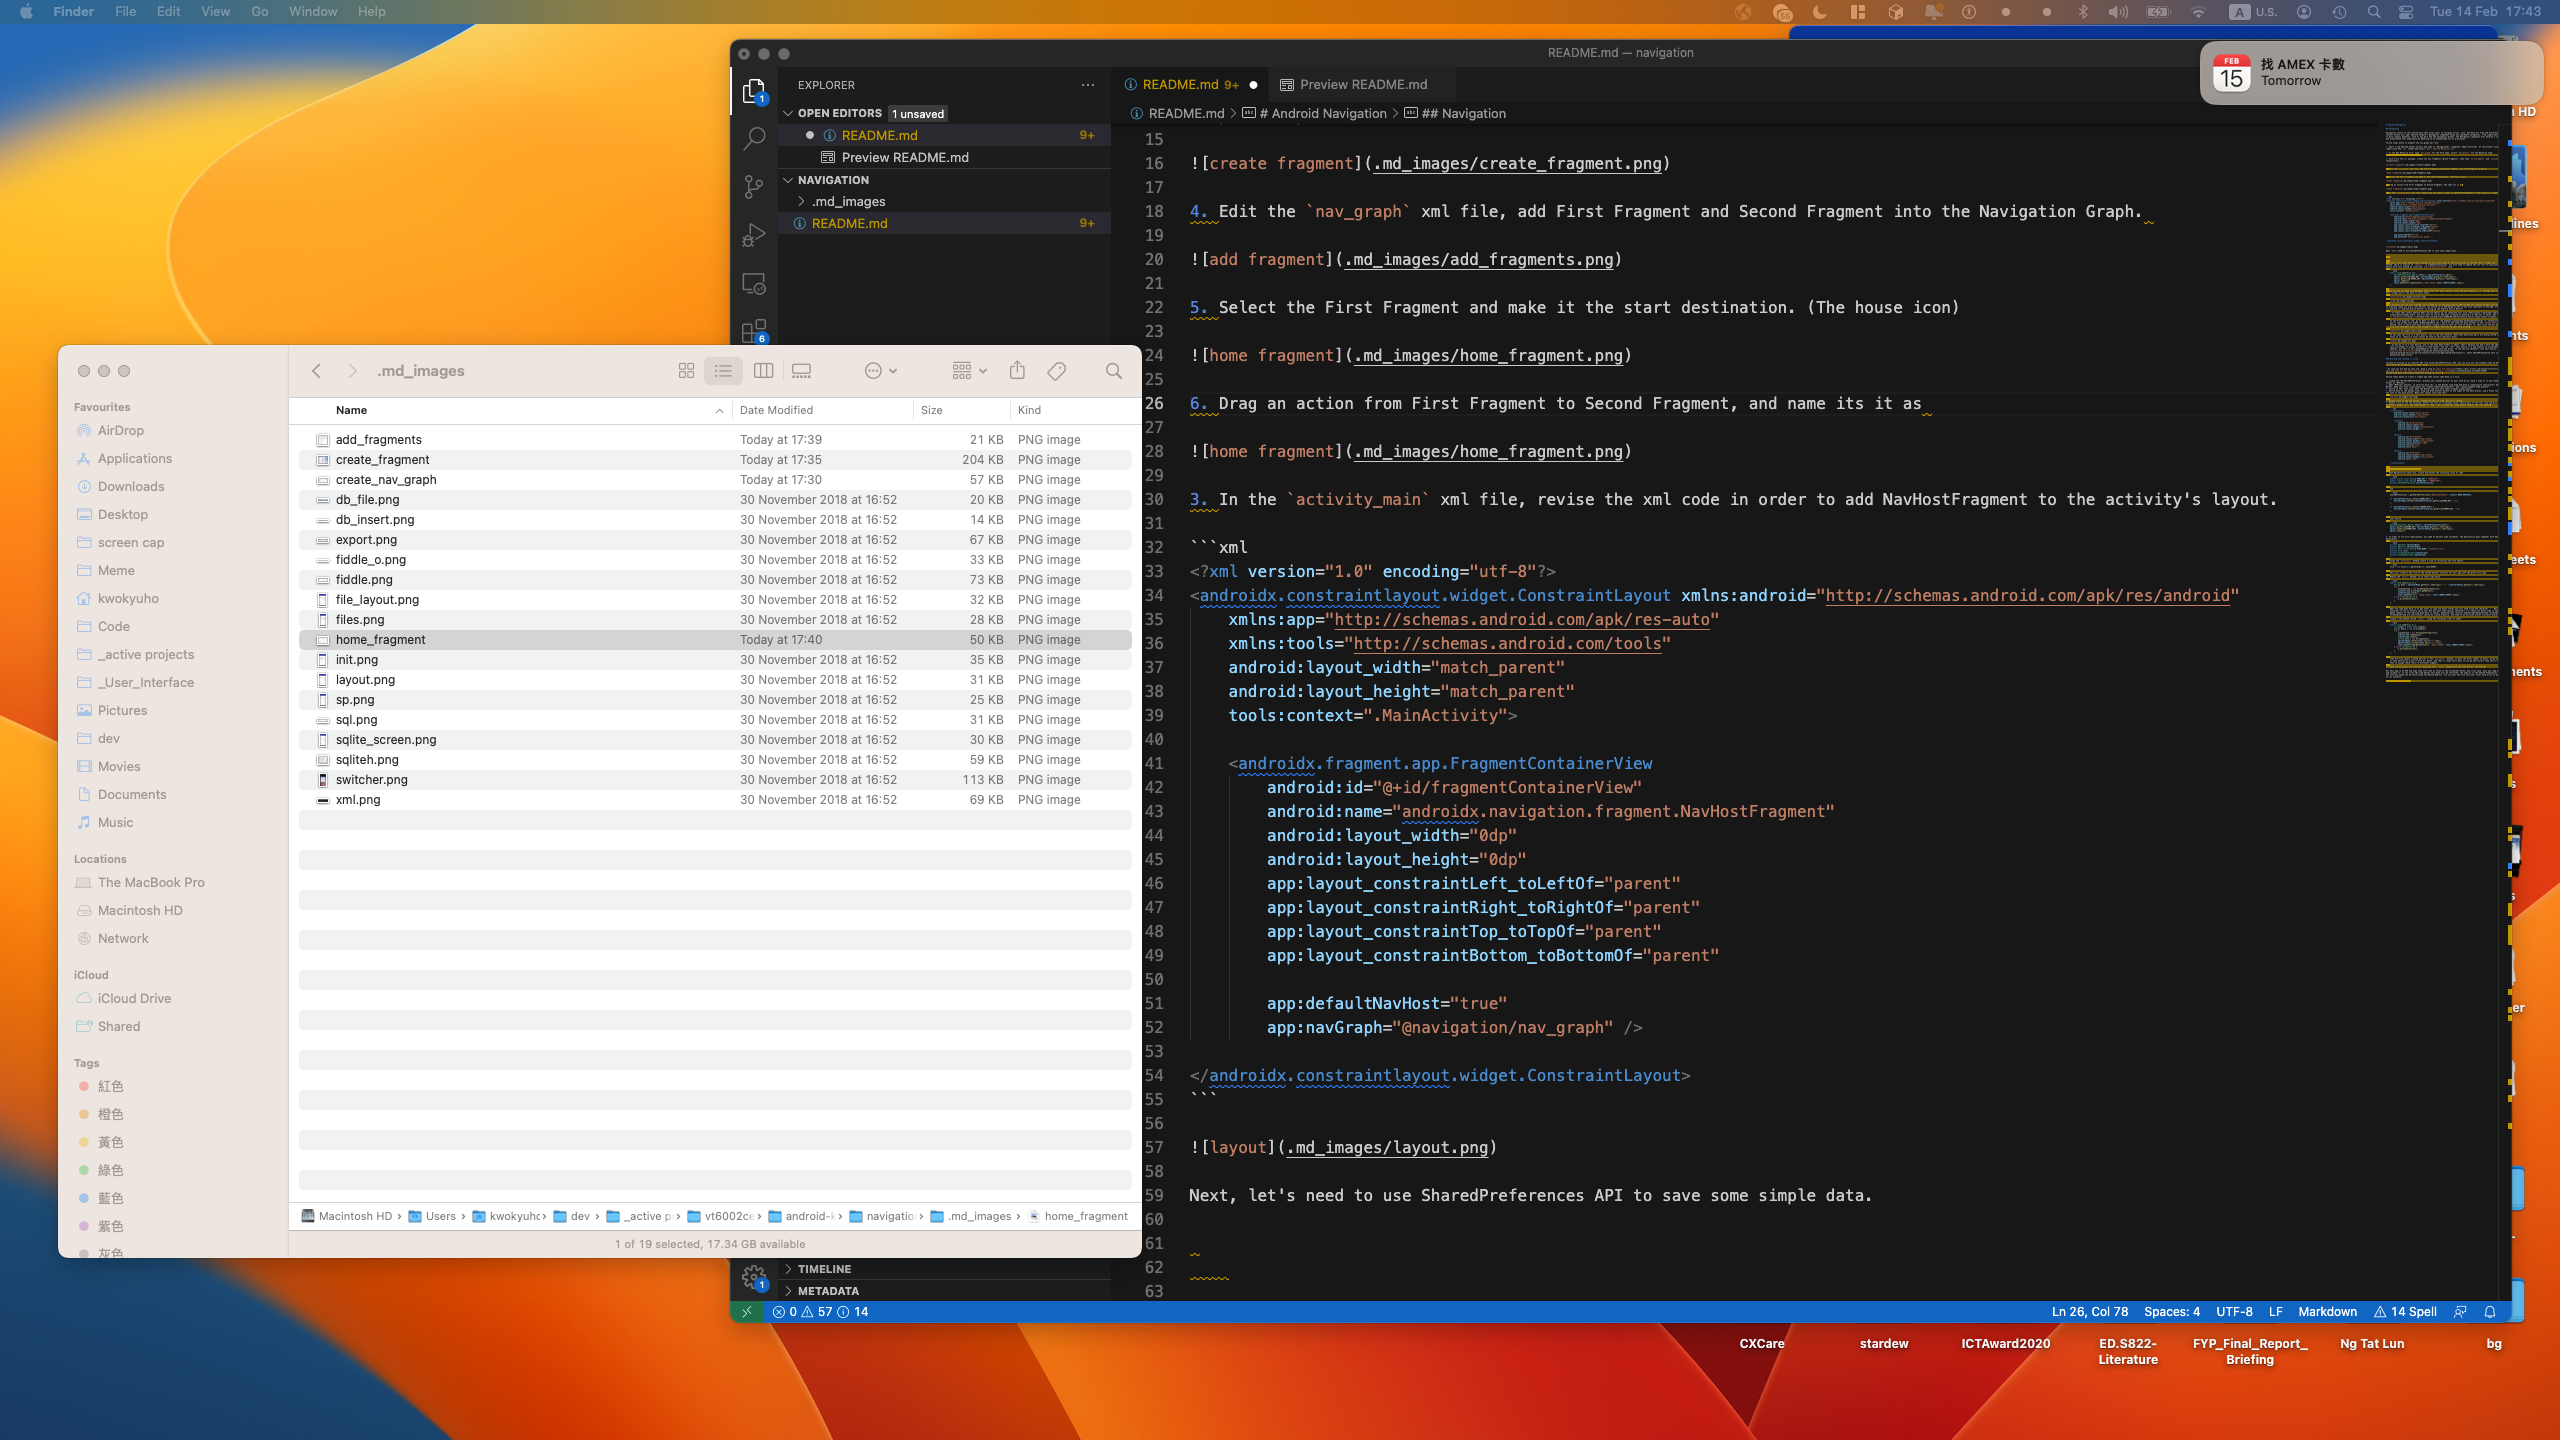 Finder File Edit View Go Window Help
U.S. Tue 14 Feb 17:43
README.md — navigation
FEB 15
找 AMEX 卡數
Tomorrow
EXPLORER
OPEN EDITORS 1 unsaved
README.md 9+
Preview README.md
NAVIGATION
.md_images
README.md 9+
README.md 9+ Preview README.md
README.md > # Android Navigation > ## Navigation
15
16 ![create fragment](.md_images/create_fragment.png)
17
18 4. Edit the `nav_graph` xml file, add First Fragment and Second Fragment into the Navigation Graph.
19
20 ![add fragment](.md_images/add_fragments.png)
21
22 5. Select the First Fragment and make it the start destination. (The house icon)
23
24 ![home fragment](.md_images/home_fragment.png)
25
26 6. Drag an action from First Fragment to Second Fragment, and name its it as
27
28 ![home fragment](.md_images/home_fragment.png)
29
30 3. In the `activity_main` xml file, revise the xml code in order to add NavHostFragment to the activity's layout.
31
32 ```xml
33 <?xml version="1.0" encoding="utf-8"?>
34 <androidx.constraintlayout.widget.ConstraintLayout xmlns:android="http://schemas.android.com/apk/res/android"
35 xmlns:app="http://schemas.android.com/apk/res-auto"
36 xmlns:tools="http://schemas.android.com/tools"
37 android:layout_width="match_parent"
38 android:layout_height="match_parent"
39 tools:context=".MainActivity">
40
41 <androidx.fragment.app.FragmentContainerView
42 android:id="@+id/fragmentContainerView"
43 android:name="androidx.navigation.fragment.NavHostFragment"
44 android:layout_width="0dp"
45 android:layout_height="0dp"
46 app:layout_constraintLeft_toLeftOf="parent"
47 app:layout_constraintRight_toRightOf="parent"
48 app:layout_constraintTop_toTopOf="parent"
49 app:layout_constraintBottom_toBottomOf="parent"
50
51 app:defaultNavHost="true"
52 app:navGraph="@navigation/nav_graph" />
53
54 </androidx.constraintlayout.widget.ConstraintLayout>
55 ```
56
57 ![layout](.md_images/layout.png)
58
59 Next, let's need to use SharedPreferences API to save some simple data.
60
61
62
63
.md_images
Favourites
AirDrop
Applications
Downloads
Desktop
screen cap
Meme
kwokyuho
Code
_active projects
_User_Interface
Pictures
dev
Movies
Documents
Music
Locations
The MacBook Pro
Macintosh HD
Network
iCloud
iCloud Drive
Shared
Tags
紅色
橙色
黃色
綠色
藍色
紫色
灰色
Name Date Modified Size Kind
add_fragments Today at 17:39 21 KB PNG image
create_fragment Today at 17:35 204 KB PNG image
create_nav_graph Today at 17:30 57 KB PNG image
db_file.png 30 November 2018 at 16:52 20 KB PNG image
db_insert.png 30 November 2018 at 16:52 14 KB PNG image
export.png 30 November 2018 at 16:52 67 KB PNG image
fiddle_o.png 30 November 2018 at 16:52 33 KB PNG image
fiddle.png 30 November 2018 at 16:52 73 KB PNG image
file_layout.png 30 November 2018 at 16:52 32 KB PNG image
files.png 30 November 2018 at 16:52 28 KB PNG image
home_fragment Today at 17:40 50 KB PNG image
init.png 30 November 2018 at 16:52 35 KB PNG image
layout.png 30 November 2018 at 16:52 31 KB PNG image
sp.png 30 November 2018 at 16:52 25 KB PNG image
sql.png 30 November 2018 at 16:52 31 KB PNG image
sqlite_screen.png 30 November 2018 at 16:52 30 KB PNG image
sqliteh.png 30 November 2018 at 16:52 59 KB PNG image
switcher.png 30 November 2018 at 16:52 113 KB PNG image
xml.png 30 November 2018 at 16:52 69 KB PNG image
Macintosh HD > Users > kwokyuho > dev > _active p > vt6002ce > android-k > navigatio > .md_images > home_fragment
1 of 19 selected, 17.34 GB available
TIMELINE
METADATA
0 57 14
Ln 26, Col 78 Spaces: 4 UTF-8 LF Markdown 14 Spell
HD
ines
nts
ons
eets
ments
er
CXCare
stardew
ICTAward2020
ED.S822-
Literature
FYP_Final_Report_
Briefing
Ng Tat Lun
bg